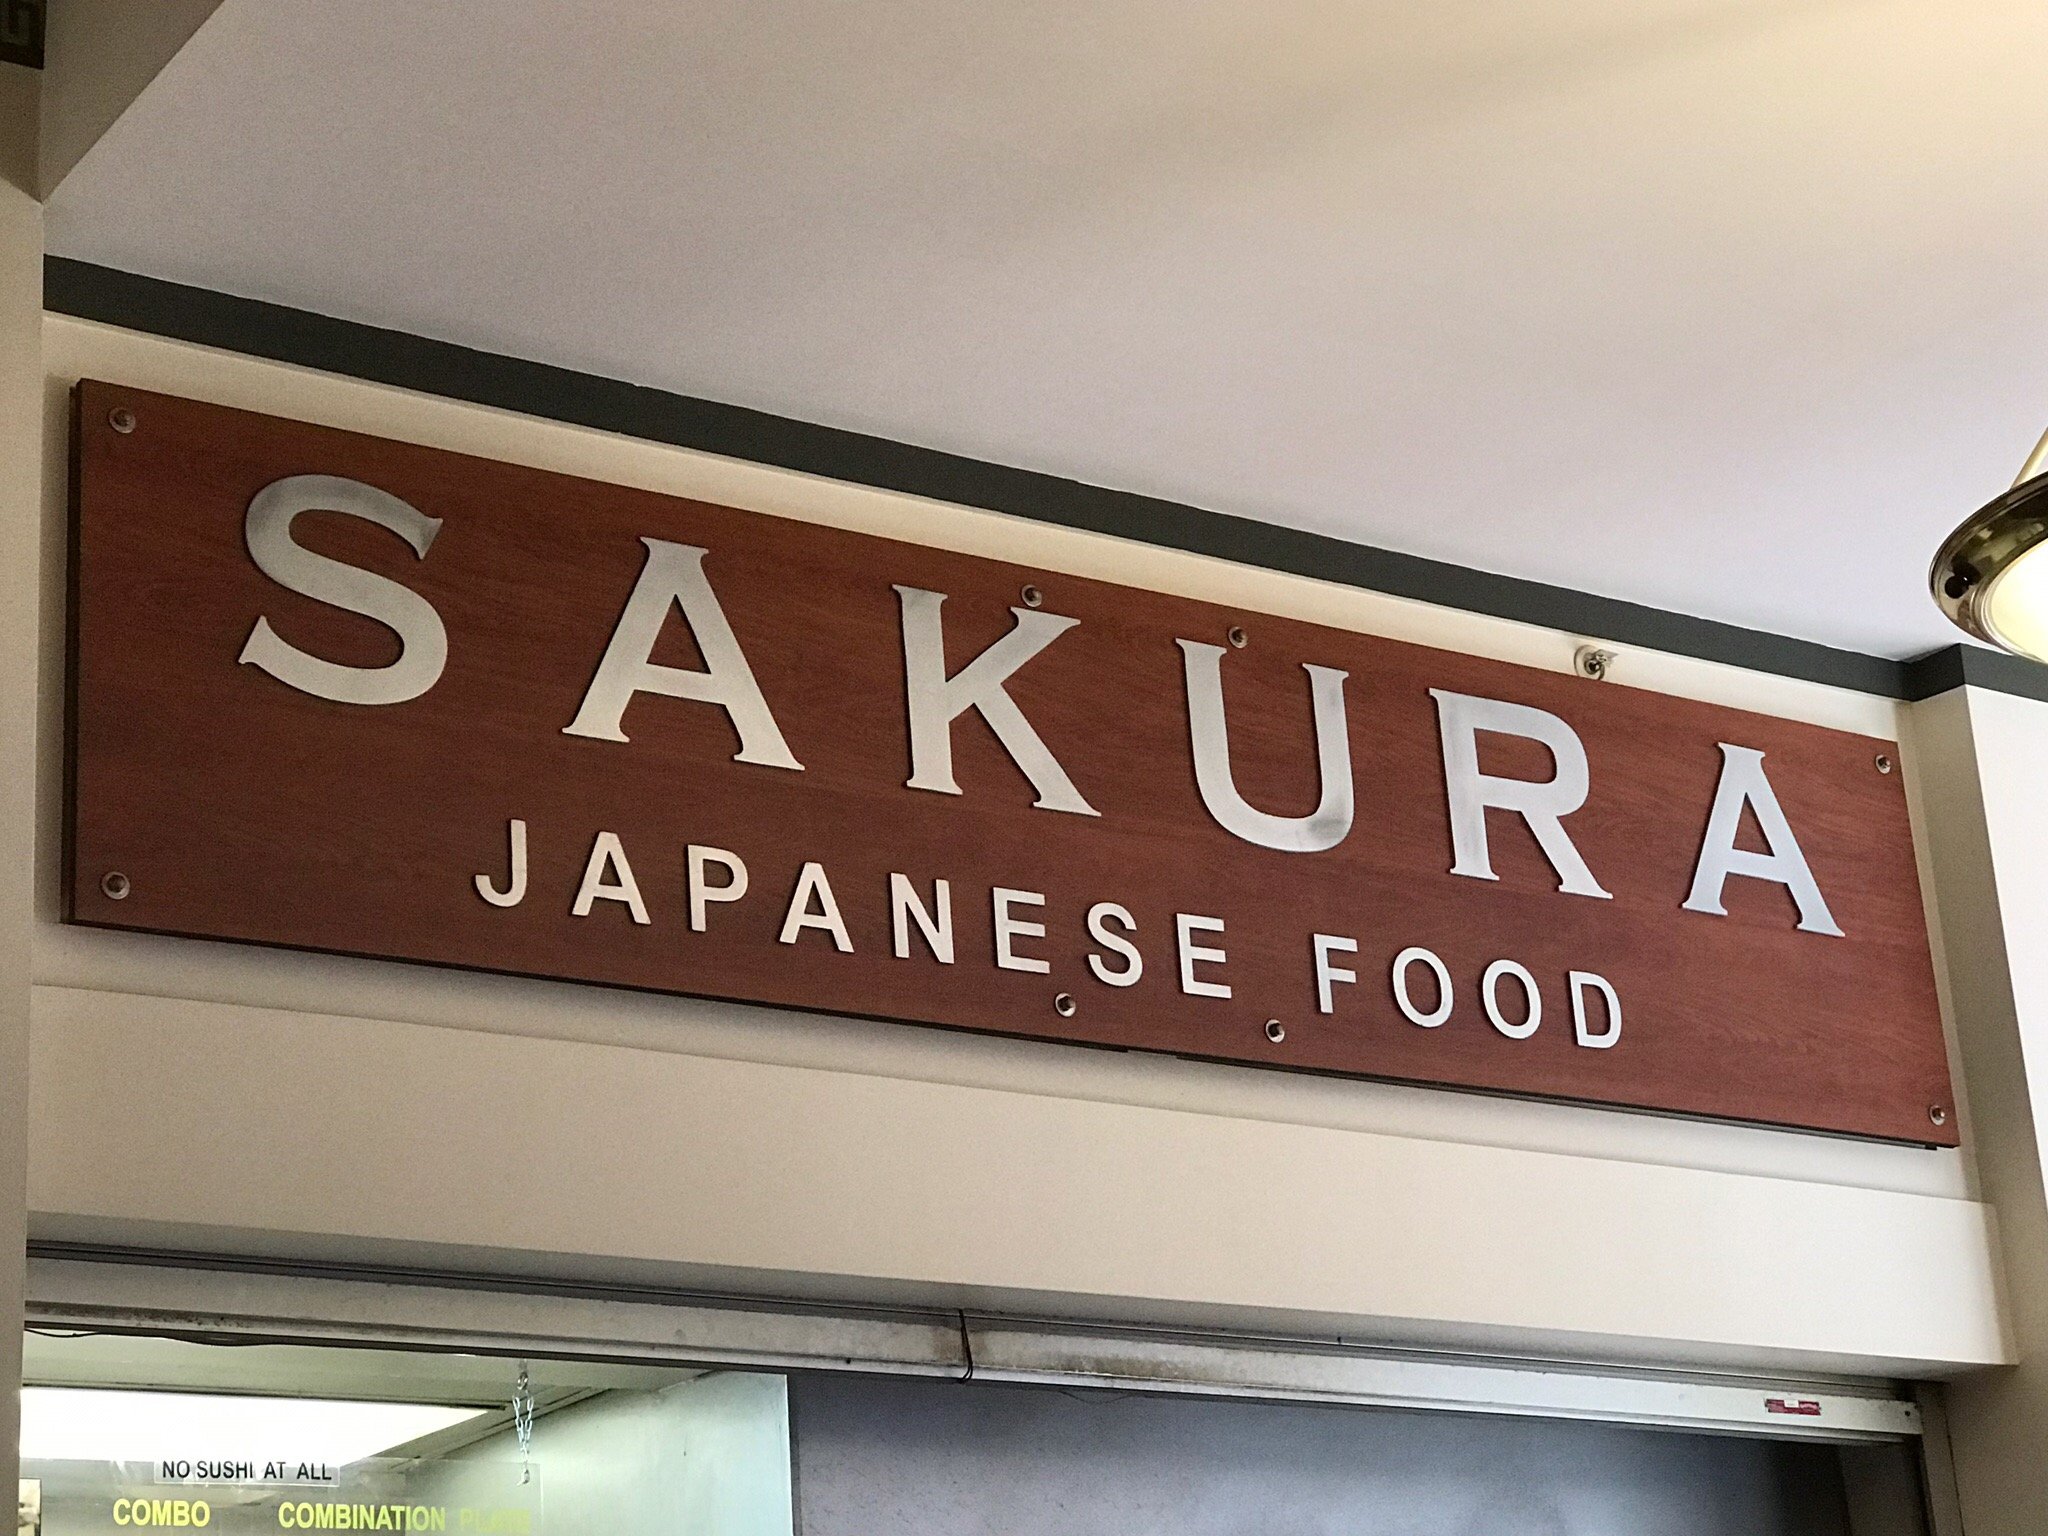 SAKURA
JAPANESE FOOD
NO SUSHI AT ALL
COMBO COMBINATION PLATE